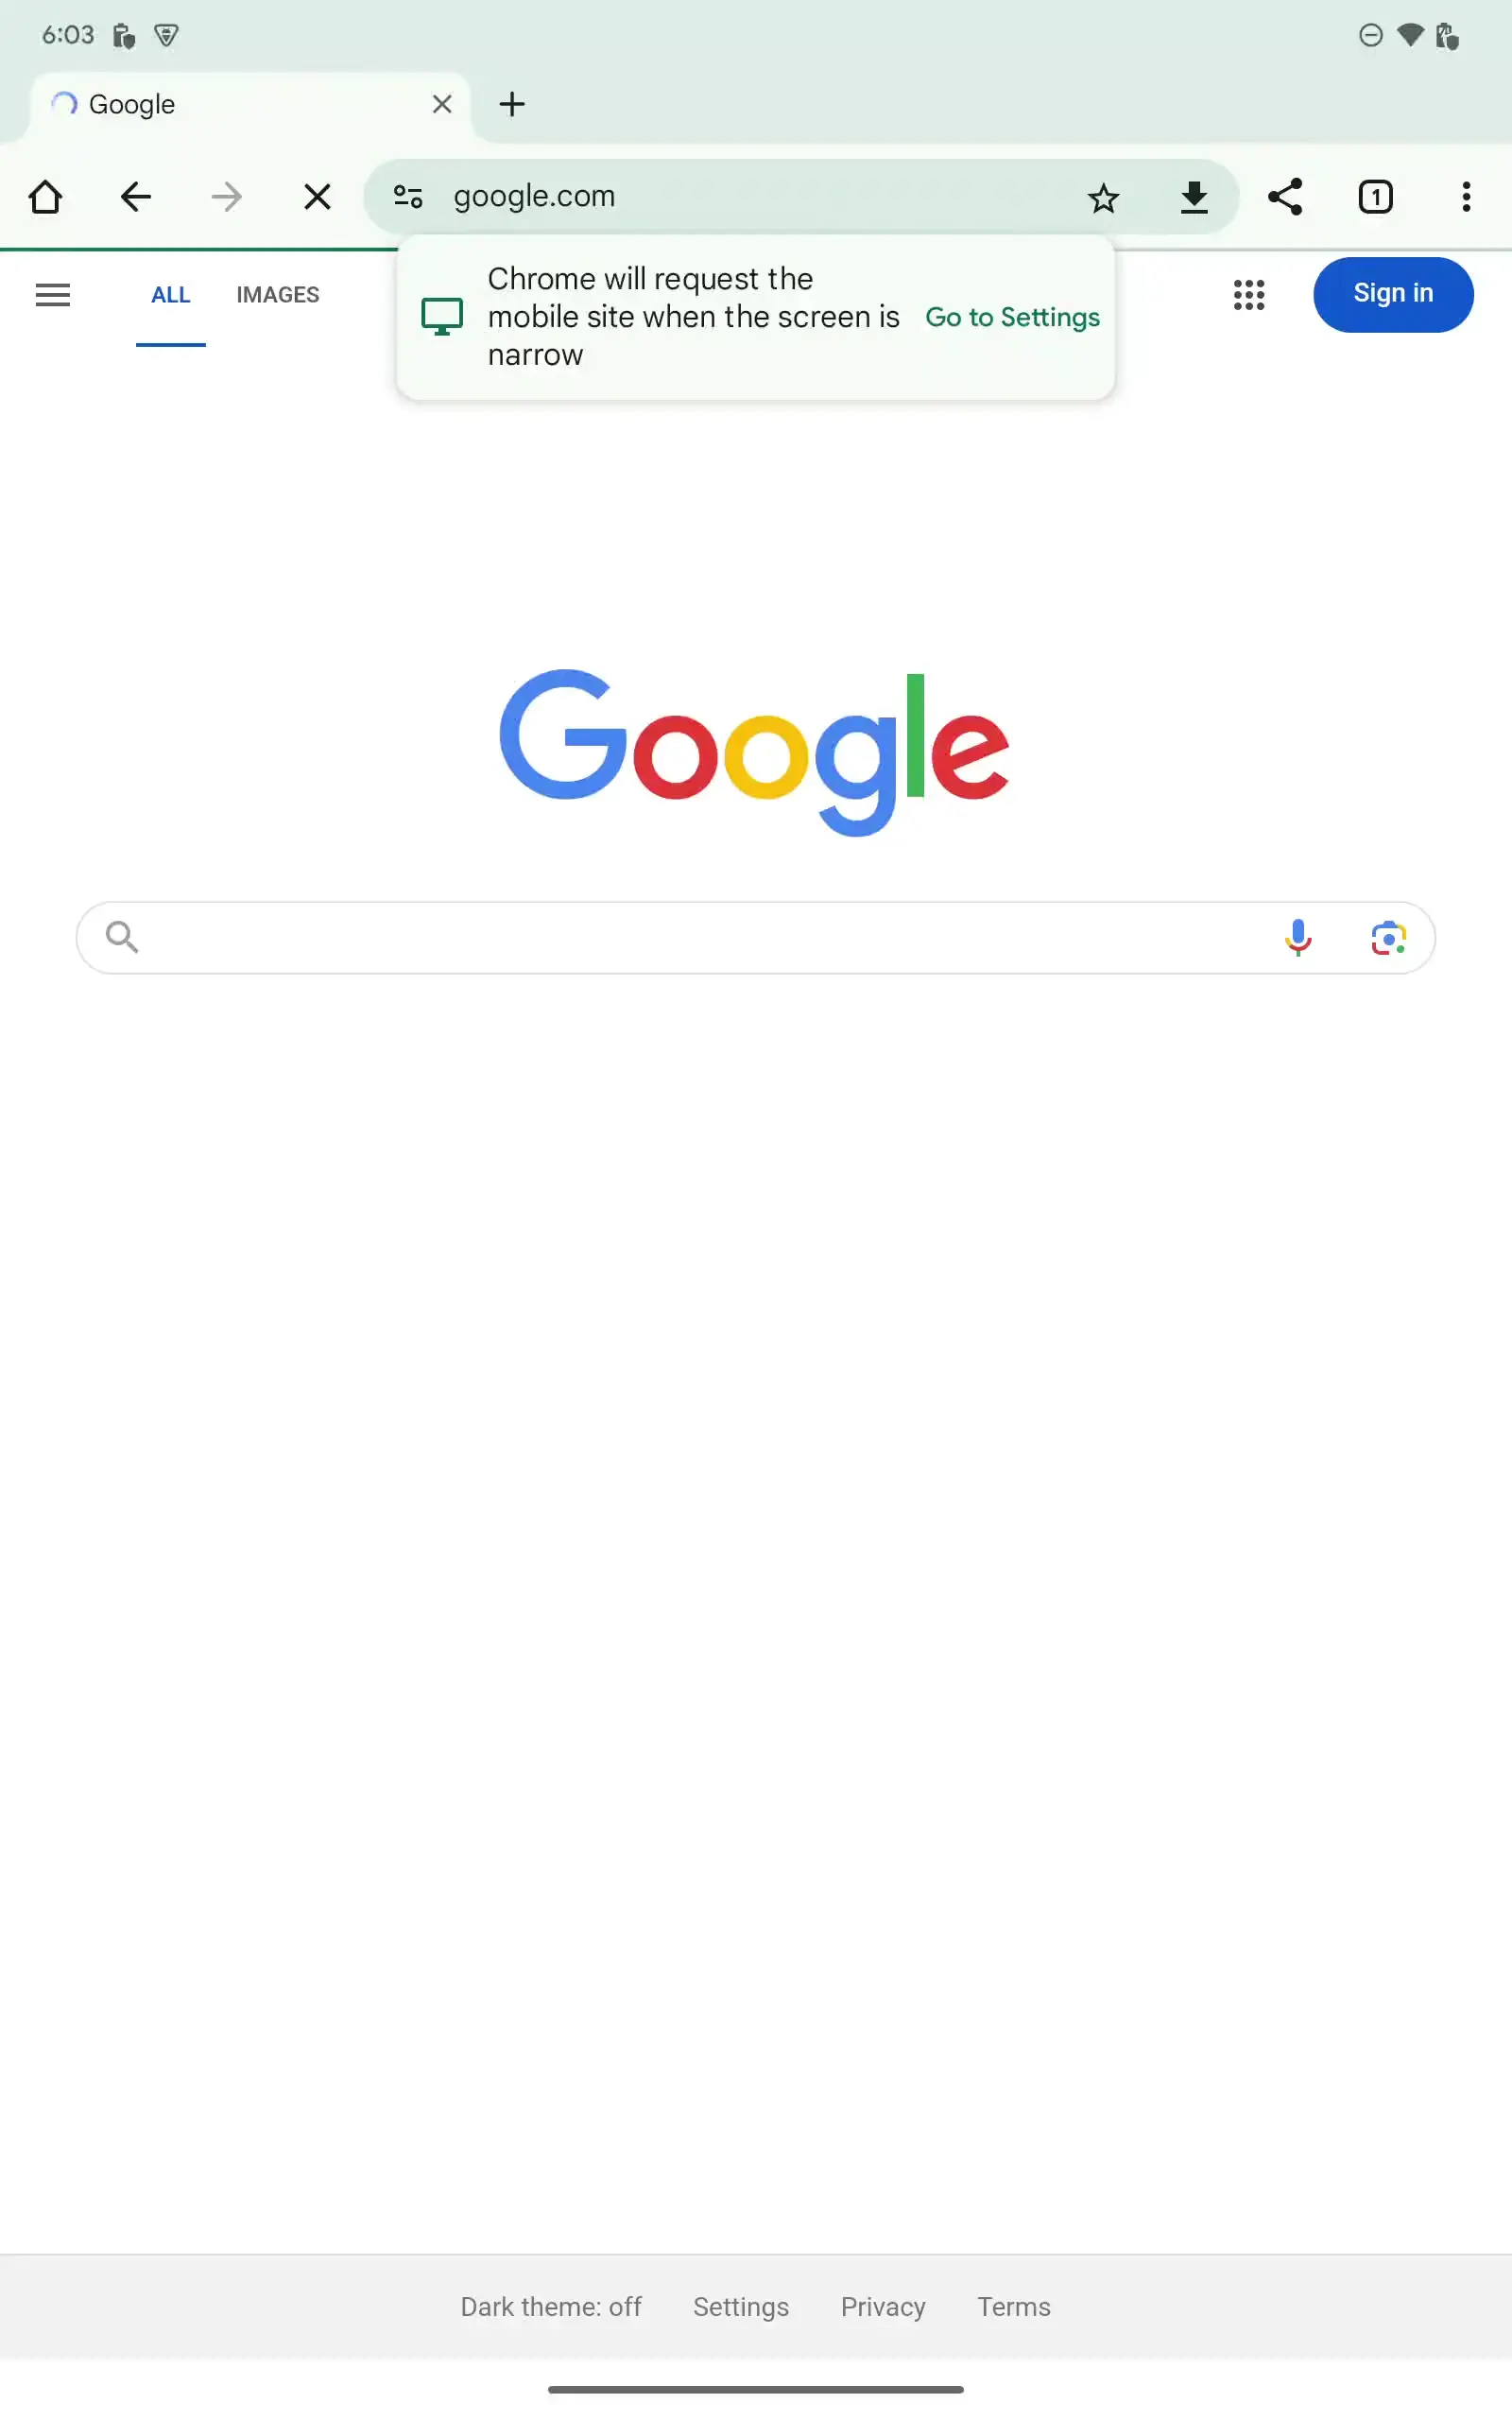 6:03
Google
google.com
1
Chrome will request the
mobile site when the screen is
narrow
Go to Settings
ALL
IMAGES
Sign in
Google
Dark theme: off
Settings
Privacy
Terms